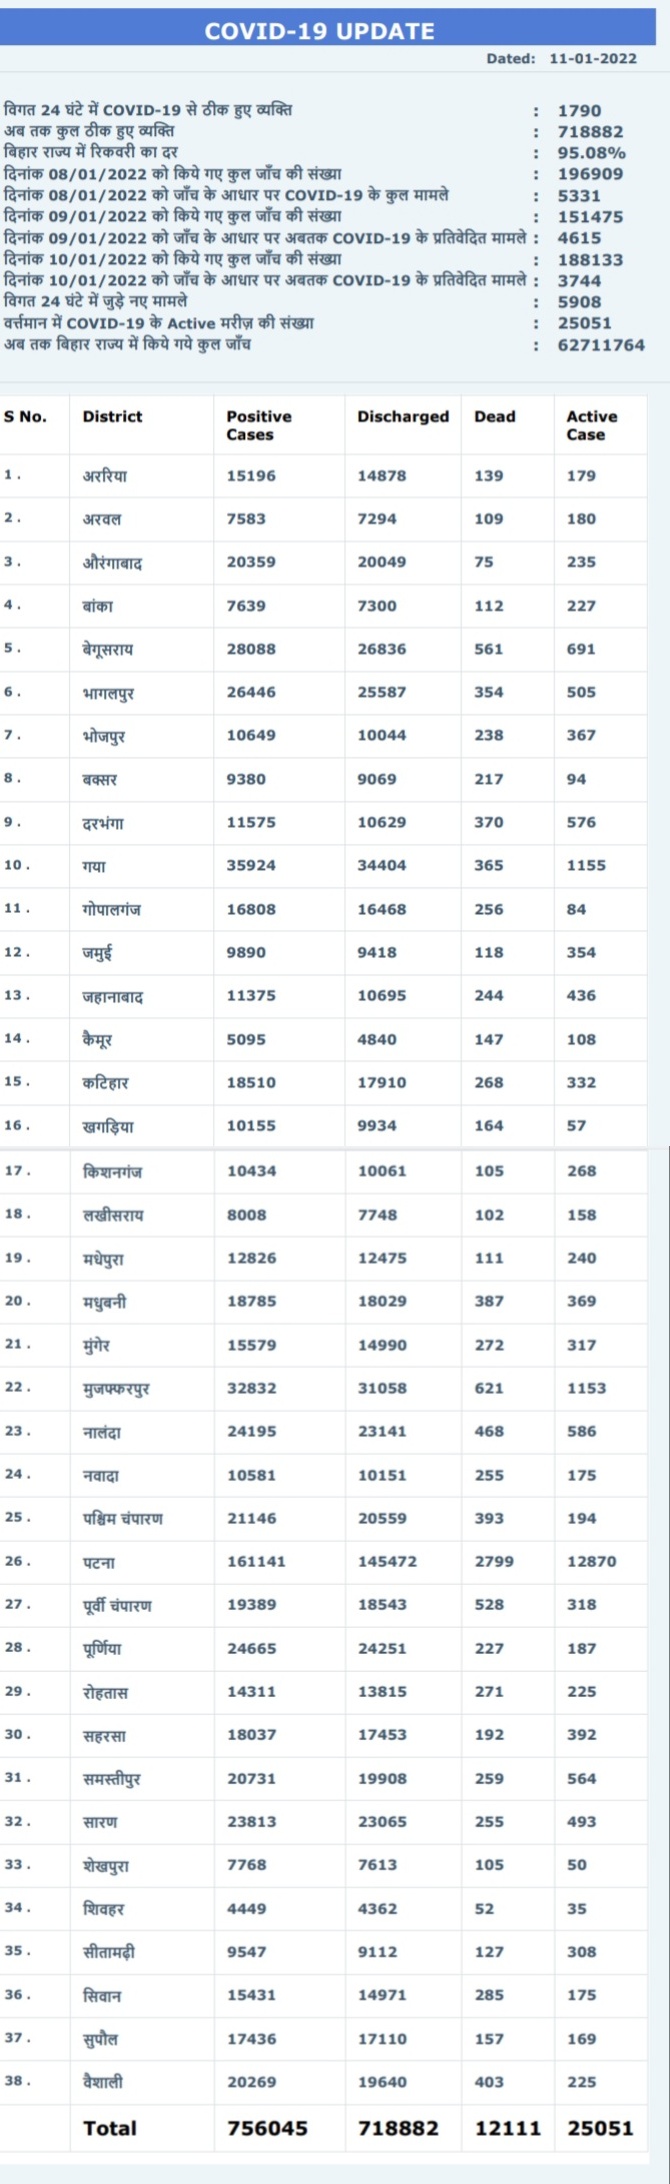 COVID-19 UPDATE
Dated: 11-01-2022
विगत 24 घंटे में COVID-19 से ठीक हुए व्यक्ति : 1790
अब तक कुल ठीक हुए व्यक्ति : 718882
बिहार राज्य में रिकवरी का दर : 95.08%
दिनांक 08/01/2022 को किये गए कुल जाँच की संख्या : 196909
दिनांक 08/01/2022 को जाँच के आधार पर COVID-19 के कुल मामले : 5331
दिनांक 09/01/2022 को किये गए कुल जाँच की संख्या : 151475
दिनांक 09/01/2022 को जाँच के आधार पर अबतक COVID-19 के प्रतिवेदित मामले : 4615
दिनांक 10/01/2022 को किये गए कुल जाँच की संख्या : 188133
दिनांक 10/01/2022 को जाँच के आधार पर अबतक COVID-19 के प्रतिवेदित मामले : 3744
विगत 24 घंटे में जुड़े नए मामले : 5908
वर्त्तमान में COVID-19 के Active मरीज़ की संख्या : 25051
अब तक बिहार राज्य में किये गये कुल जाँच : 62711764
S No. District Positive Cases Discharged Dead Active Case
1. अररिया 15196 14878 139 179
2. अरवल 7583 7294 109 180
3. औरंगाबाद 20359 20049 75 235
4. बांका 7639 7300 112 227
5. बेगूसराय 28088 26836 561 691
6. भागलपुर 26446 25587 354 505
7. भोजपुर 10649 10044 238 367
8. बक्सर 9380 9069 217 94
9. दरभंगा 11575 10629 370 576
10. गया 35924 34404 365 1155
11. गोपालगंज 16808 16468 256 84
12. जमुई 9890 9418 118 354
13. जहानाबाद 11375 10695 244 436
14. कैमूर 5095 4840 147 108
15. कटिहार 18510 17910 268 332
16. खगड़िया 10155 9934 164 57
17. किशनगंज 10434 10061 105 268
18. लखीसराय 8008 7748 102 158
19. मधेपुरा 12826 12475 111 240
20. मधुबनी 18785 18029 387 369
21. मुंगेर 15579 14990 272 317
22. मुजफ्फरपुर 32832 31058 621 1153
23. नालंदा 24195 23141 468 586
24. नवादा 10581 10151 255 175
25. पश्चिम चंपारण 21146 20559 393 194
26. पटना 161141 145472 2799 12870
27. पूर्वी चंपारण 19389 18543 528 318
28. पूर्णिया 24665 24251 227 187
29. रोहतास 14311 13815 271 225
30. सहरसा 18037 17453 192 392
31. समस्तीपुर 20731 19908 259 564
32. सारण 23813 23065 255 493
33. शेखपुरा 7768 7613 105 50
34. शिवहर 4449 4362 52 35
35. सीतामढ़ी 9547 9112 127 308
36. सिवान 15431 14971 285 175
37. सुपौल 17436 17110 157 169
38. वैशाली 20269 19640 403 225
Total 756045 718882 12111 25051